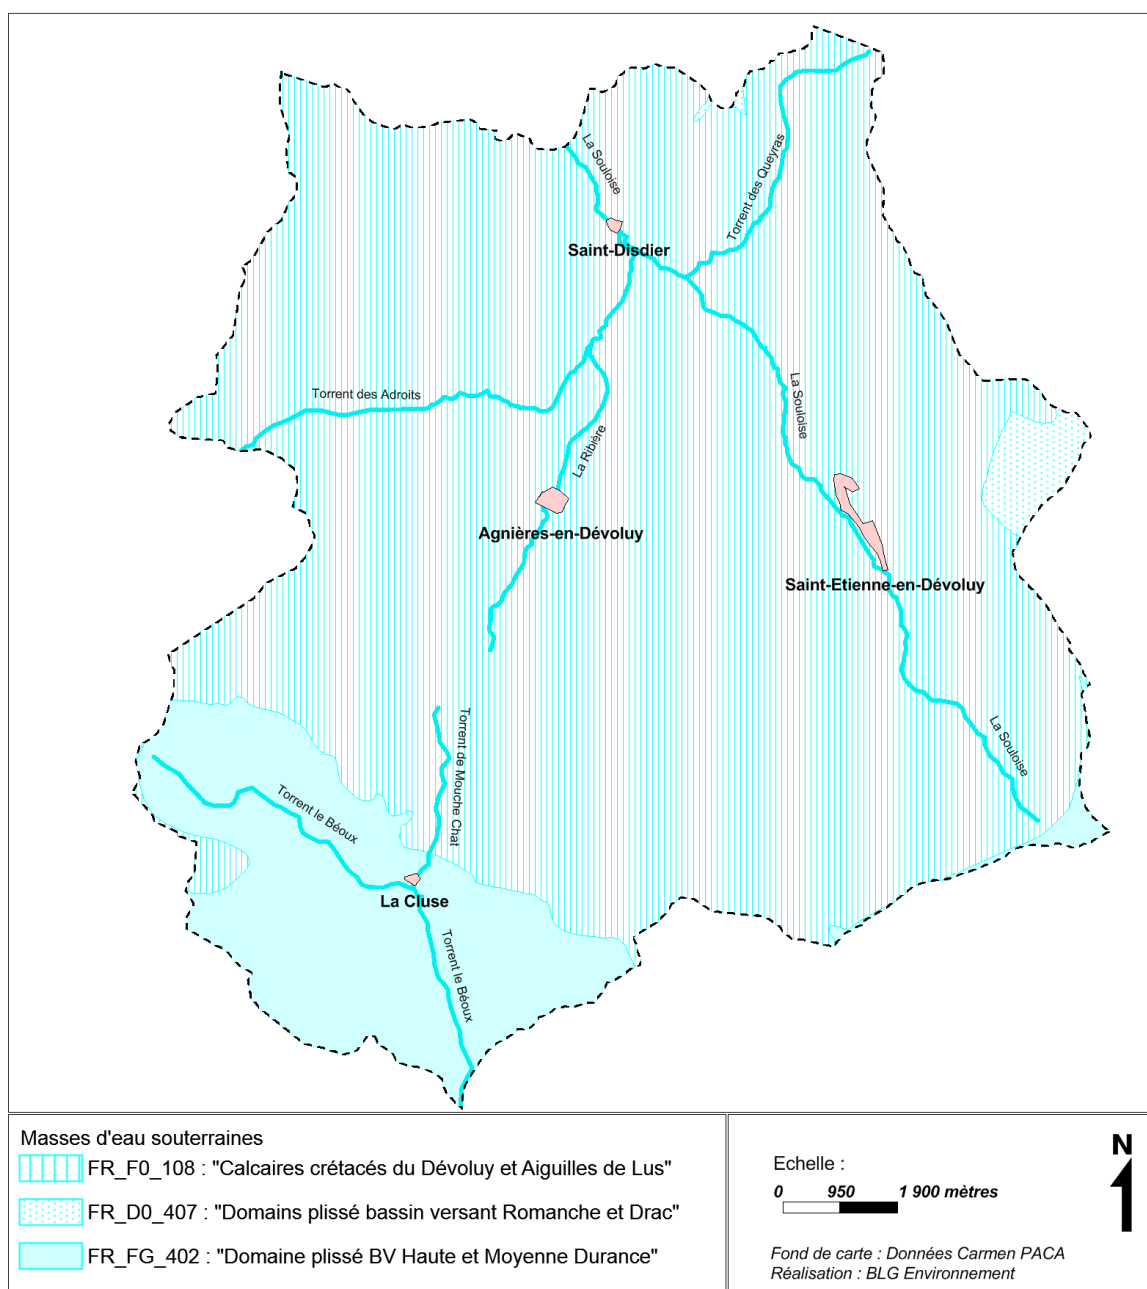 La Souloise
Torrent des Queyras
Saint-Disdier
Torrent des Adroits
La Souloise
La Ribière
Agnières-en-Dévoluy
Saint-Etienne-en-Dévoluy
Torrent de Mouche Chat
La Souloise
Torrent le Béoux
La Cluse
Torrent le Béoux
Masses d'eau souterraines
FR_F0_108 : "Calcaires crétacés du Dévoluy et Aiguilles de Lus"
FR_D0_407 : "Domains plissé bassin versant Romanche et Drac"
FR_FG_402 : "Domaine plissé BV Haute et Moyenne Durance"
Echelle :
0 950 1 900 mètres
N
Fond de carte : Données Carmen PACA
Réalisation : BLG Environnement